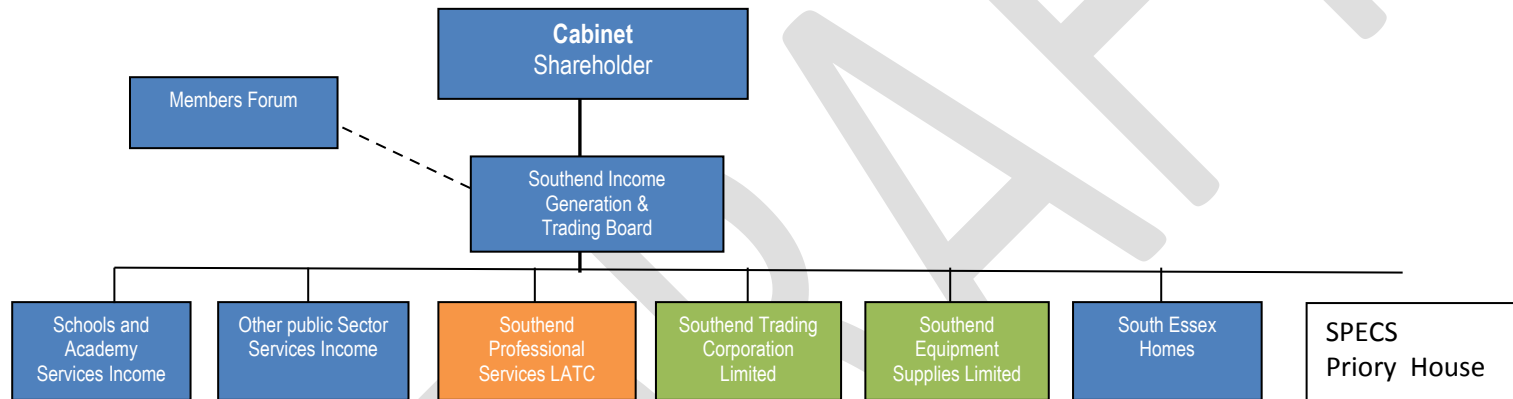 Cabinet
Shareholder
Members Forum
Southend Income
Generation &
Trading Board
Schools and
Academy
Services Income
Other public Sector
Services Income
Southend
Professional
Services LATC
Southend Trading
Corporation
Limited
Southend
Equipment
Supplies Limited
South Essex
Homes
SPECS
Priory House